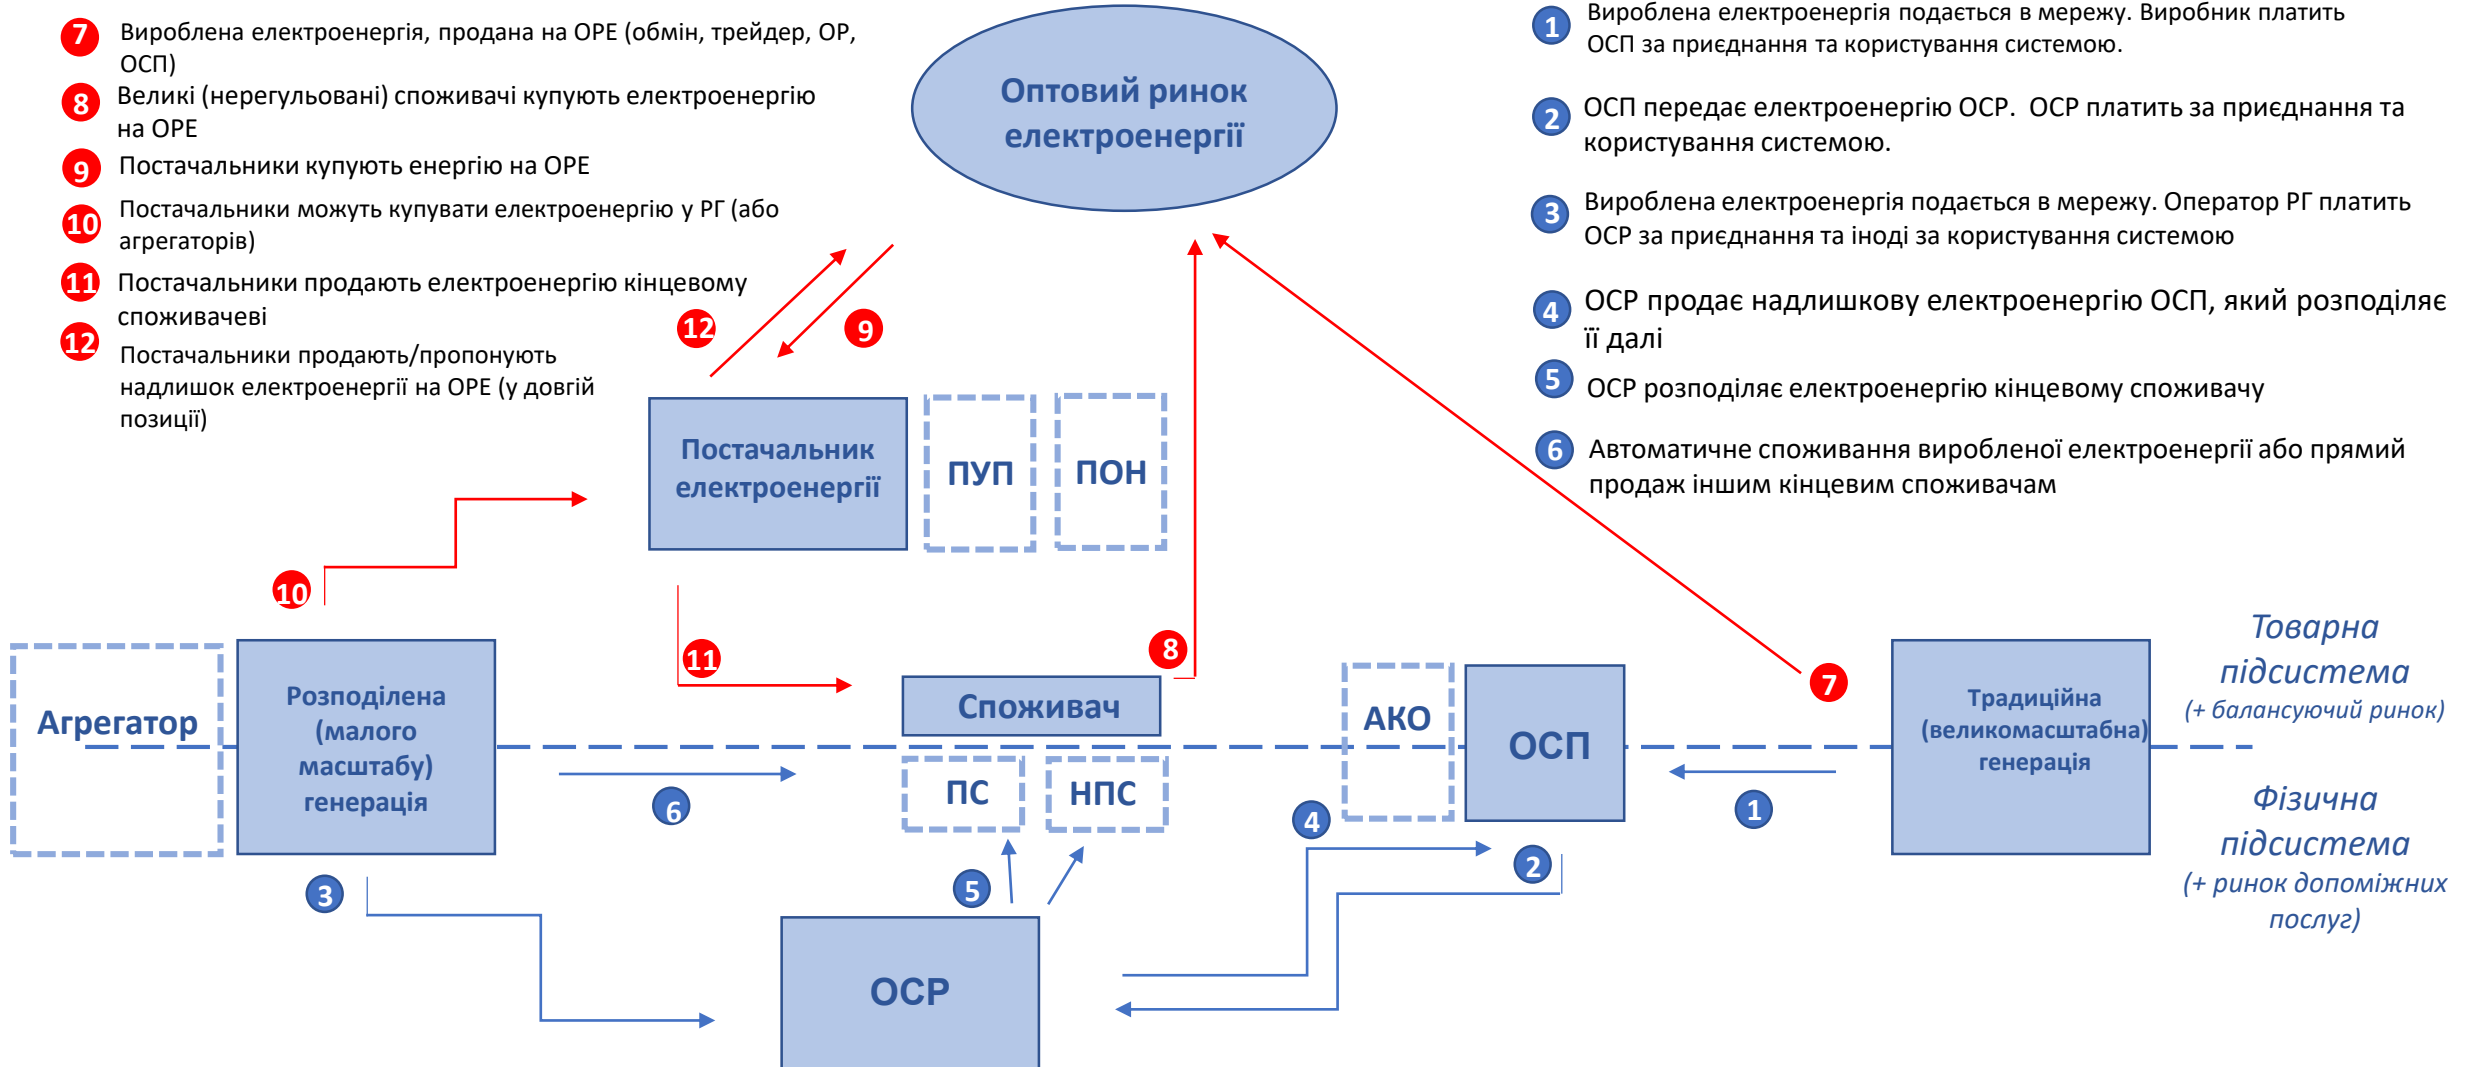 7
Вироблена електроенергія, продана на ОРЕ (обмін, трейдер, ОР,
ОСП)
8
Великі (нерегульовані) споживачі купують електроенергію
на ОРЕ
9
Постачальники купують енергію на ОРЕ
10
Постачальники можуть купувати електроенергію у РГ (або
агрегаторів)
11
Постачальники продають електроенергію кінцевому
споживачеві
12
Постачальники продають/пропонують
надлишок електроенергії на ОРЕ (у довгій
позиції)
Оптовий ринок
електроенергії
1
Вироблена електроенергія подається в мережу. Виробник платить
ОСП за приєднання та користування системою.
2
ОСП передає електроенергію ОСР.  ОСР платить за приєднання та
користування системою.
3
Вироблена електроенергія подається в мережу. Оператор РГ платить
ОСР за приєднання та іноді за користування системою
4
ОСР продає надлишкову електроенергію ОСП, який розподіляє
її далі
5
ОСР розподіляє електроенергію кінцевому споживачу
6
Автоматичне споживання виробленої електроенергії або прямий
продаж іншим кінцевим споживачам
12
9
Постачальник
електроенергії
ПУП
ПОН
10
11
8
7
Агрегатор
Розподілена
(малого
масштабу)
генерація
Споживач
ПС
НПС
АКО
ОСП
Традиційна
(великомасштабна)
генерація
Товарна
підсистема
(+ балансуючий ринок)
Фізична
підсистема
(+ ринок допоміжних
послуг)
6
4
1
2
3
5
ОСР